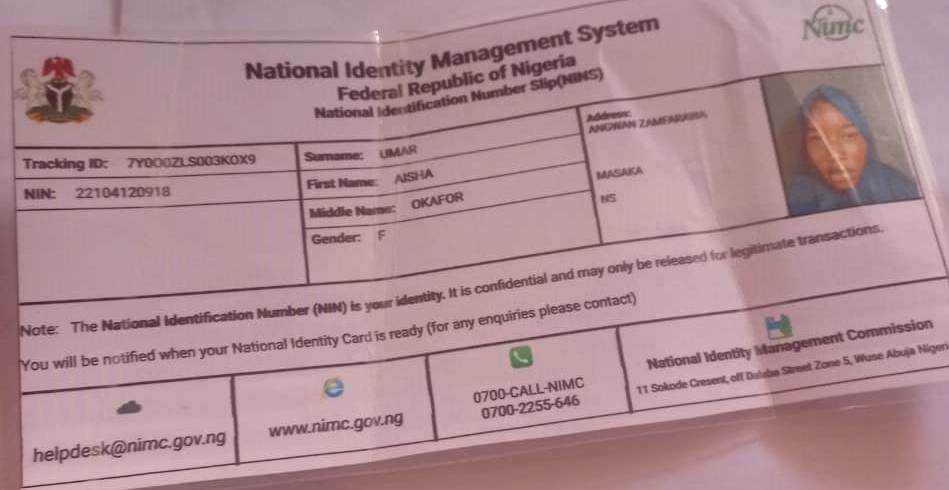 National Identity Management System
Federal Republic of Nigeria
National Identification Number Slip(NINS)
Nimc
Tracking ID: 7Y0O0ZLS003KOX9
NIN: 22104120918
Surname: UMAR
First Name: AISHA
Middle Name: OKAFOR
Gender: F
Address:
ANGWAN ZAMFARAWA
MASAKA
NS
Note: The National Identification Number (NIN) is your identity. It is confidential and may only be released for legitimate transactions.
You will be notified when your National Identity Card is ready (for any enquiries please contact)
helpdesk@nimc.gov.ng
www.nimc.gov.ng
0700-CALL-NIMC
0700-2255-646
National Identity Management Commission
11 Sokode Cresent, off Dalaba Street Zone 5, Wuse Abuja Nigeri